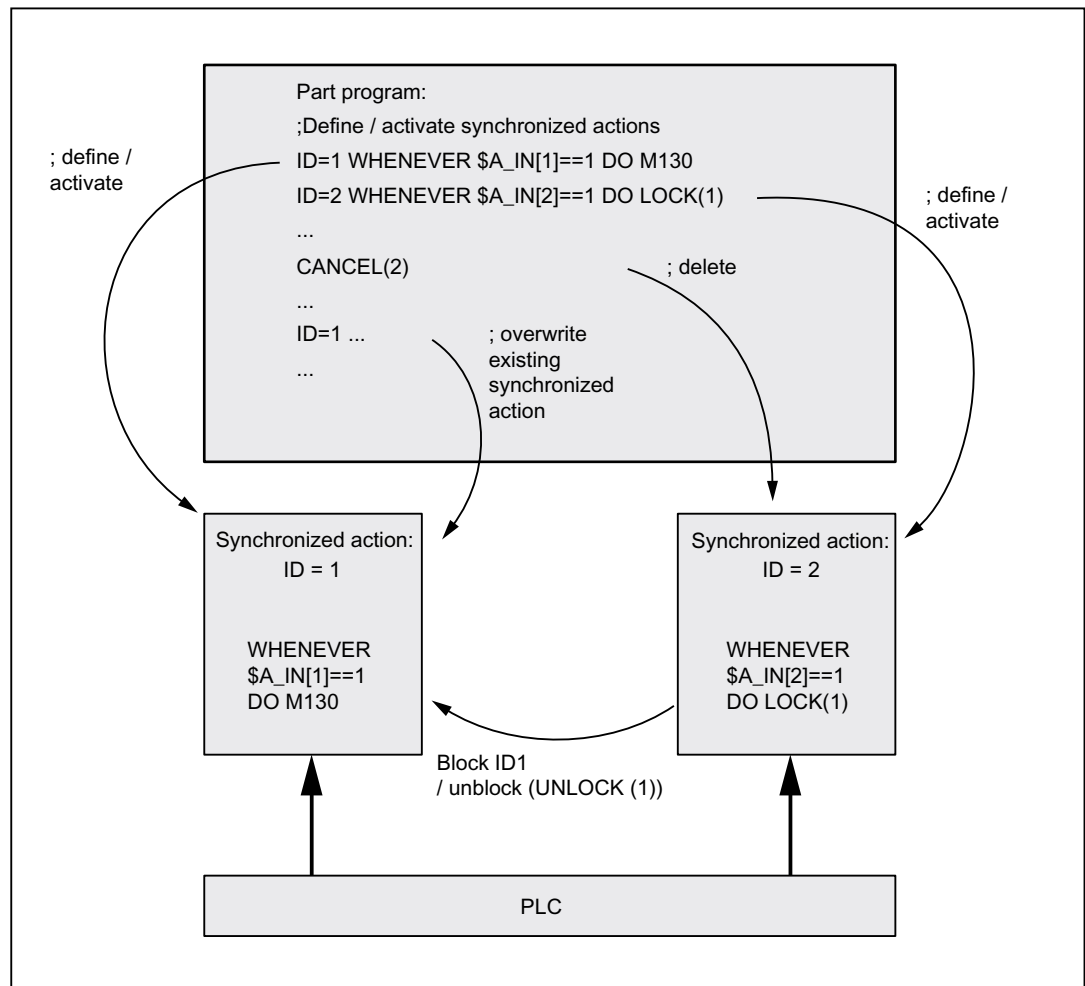 Part program:
;Define / activate synchronized actions
; define /
activate
ID=1 WHENEVER $A_IN[1]==1 DO M130
ID=2 WHENEVER $A_IN[2]==1 DO LOCK(1)
; define /
activate
...
CANCEL(2)
; delete
...
ID=1 ...
; overwrite
existing
synchronized
action
...
Synchronized action:
ID = 1
WHENEVER
$A_IN[1]==1
DO M130
Synchronized action:
ID = 2
WHENEVER
$A_IN[2]==1
DO LOCK(1)
Block ID1
/ unblock (UNLOCK (1))
PLC